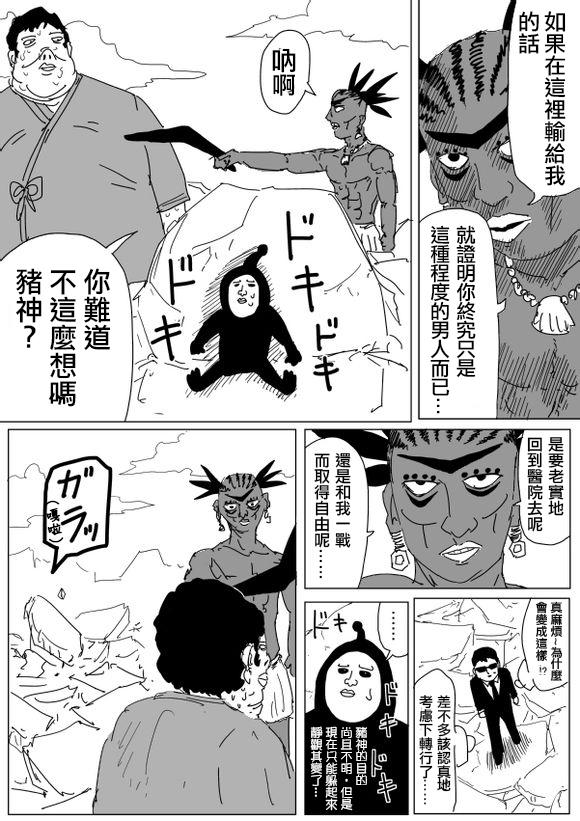 如果在這裡輸給我
的話
就證明你終究只是
這種程度的男人而已…
吶啊
ドキ
ドキ
ドキ
你難道
不這麼想嗎
豬神？
是要老實地
回到醫院去呢
還是和我一戰
而取得自由呢……
ガラッ
(嘎啦)
真麻煩~為什麼
會變成這樣!?
差不多該認真地
考慮下轉行了……
……
ドキ
ドキ
豬神的目的
尚且不明，但是
現在只能躲起來
靜觀其變了…